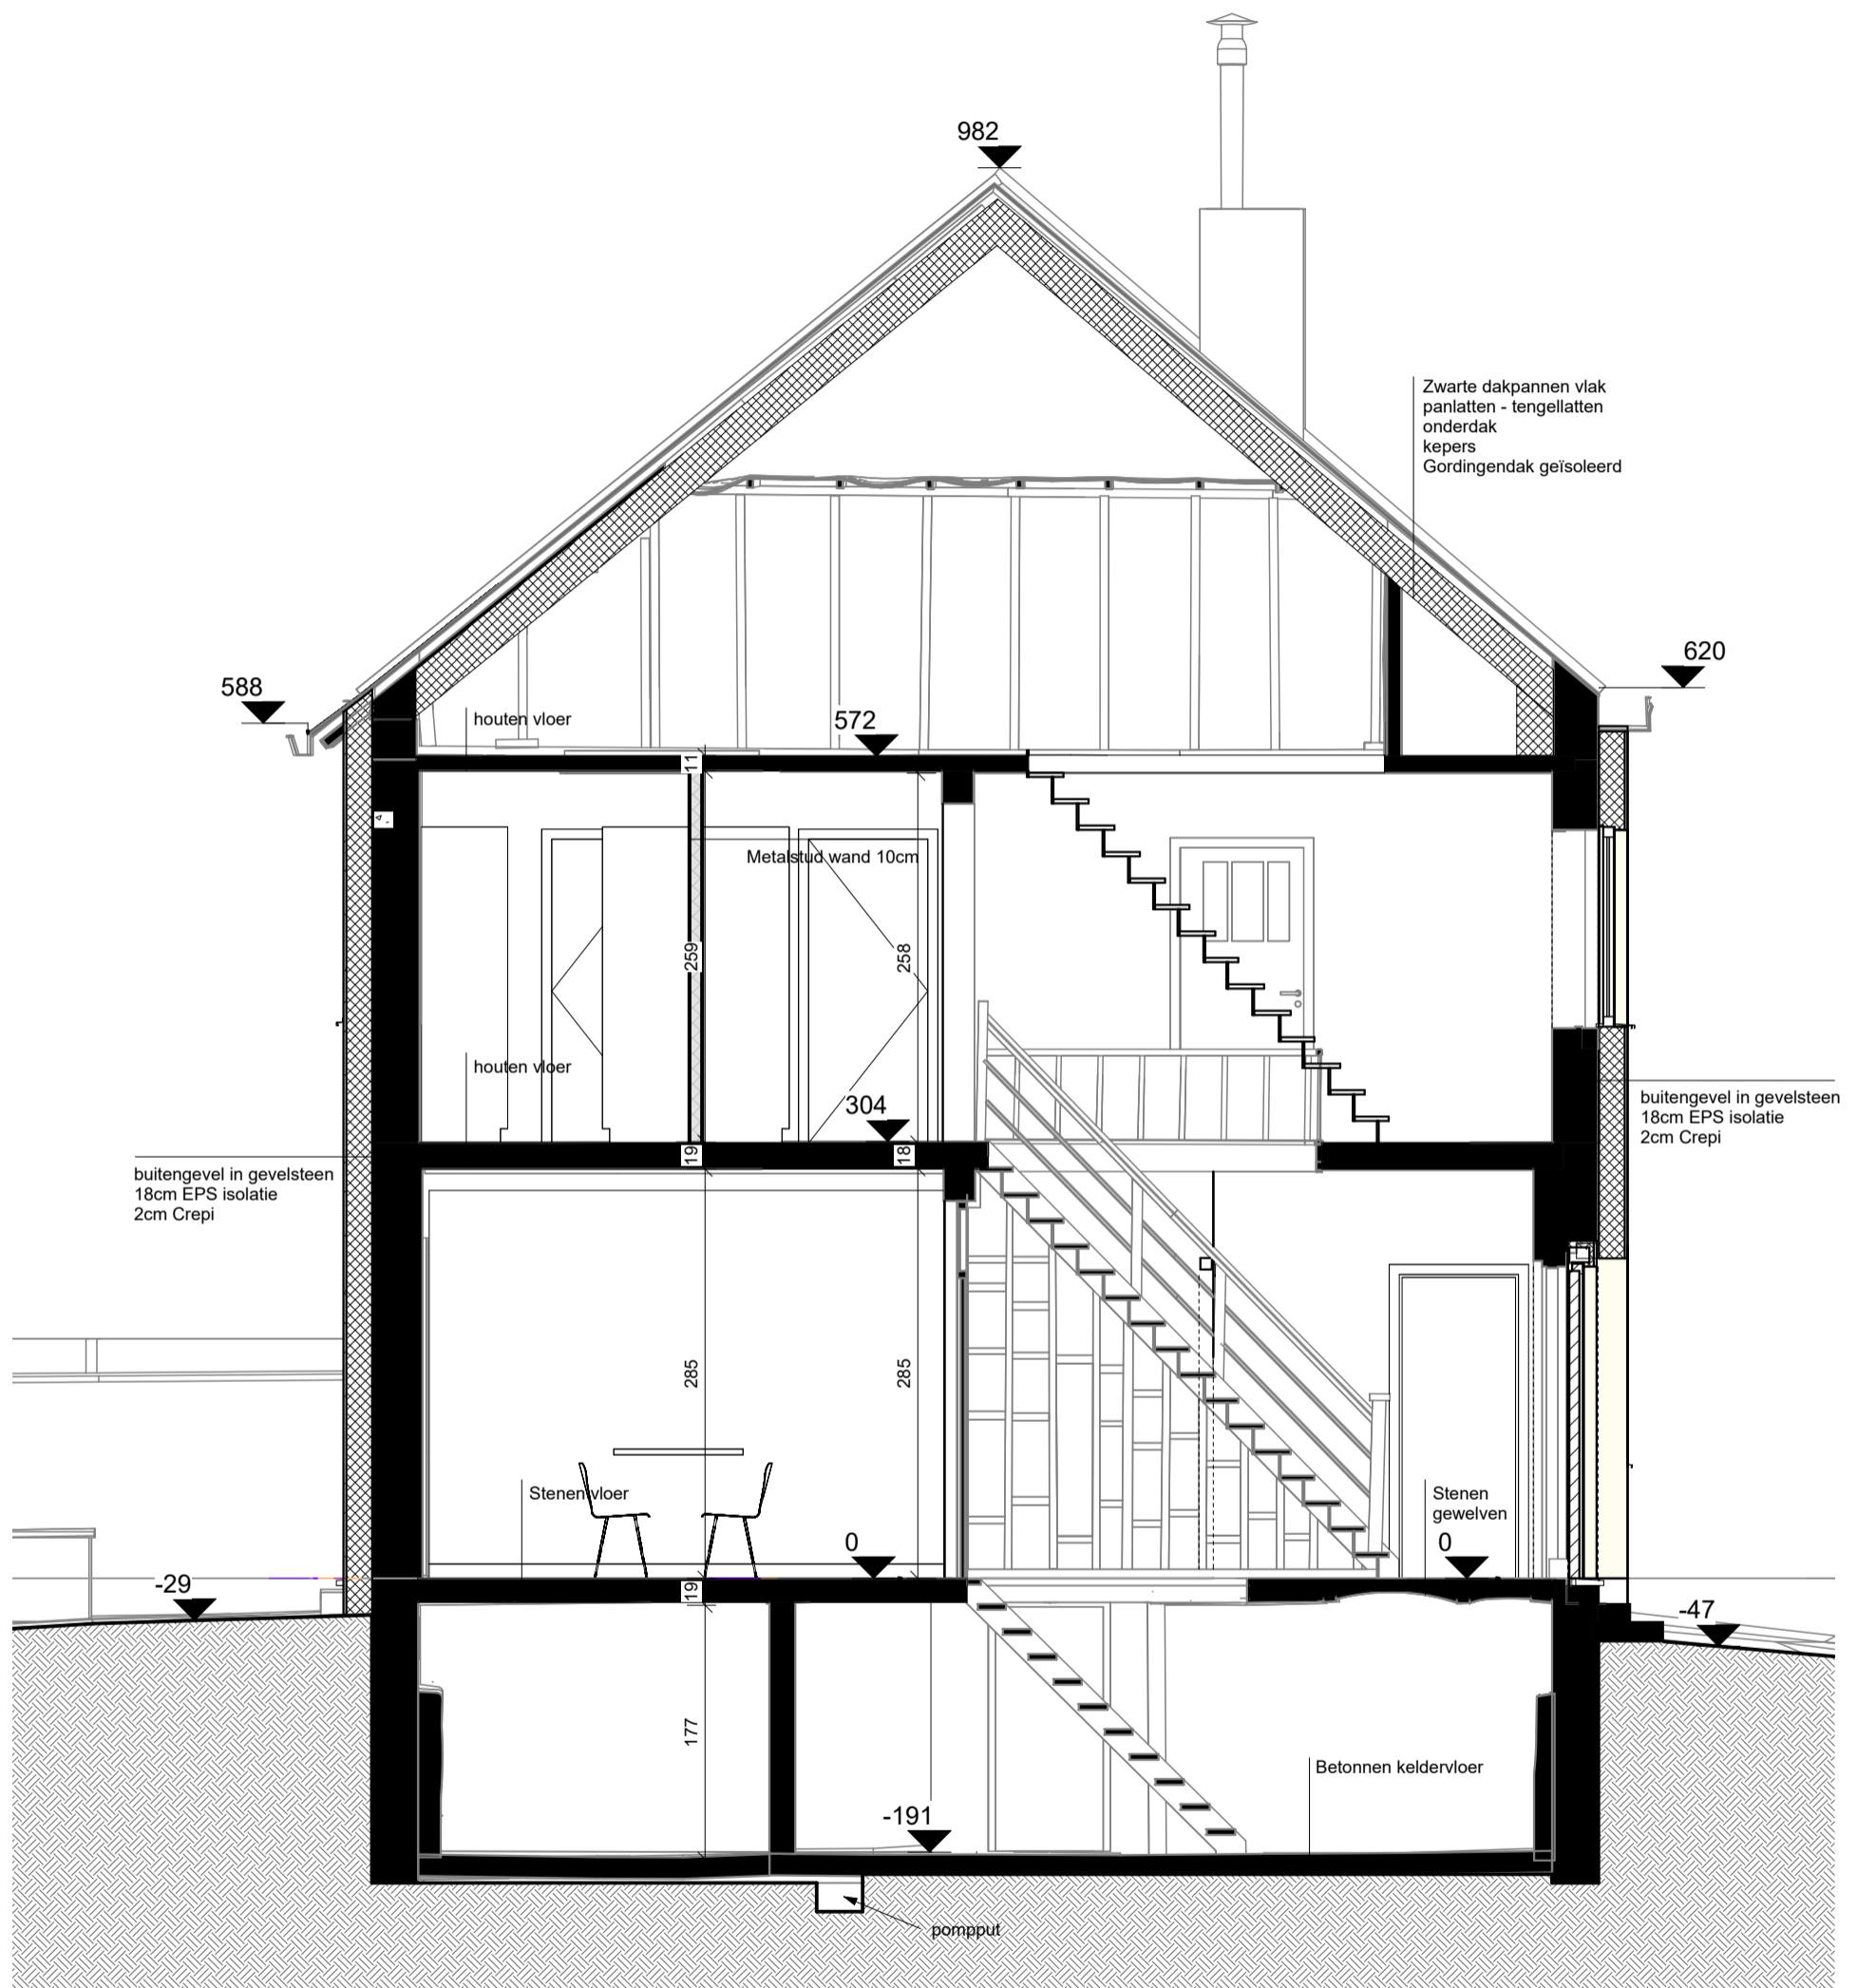 982
Zwarte dakpannen vlak
panlatten - tengellatten
onderdak
kepers
Gordingendak geïsoleerd
588
620
houten vloer
572
11
Metalstud wand 10cm
259
258
houten vloer
304
19
18
buitengevel in gevelsteen
18cm EPS isolatie
2cm Crepi
buitengevel in gevelsteen
18cm EPS isolatie
2cm Crepi
285
285
Stenen vloer
Stenen
gewelven
0
0
-29
19
-47
177
Betonnen keldervloer
-191
pompput